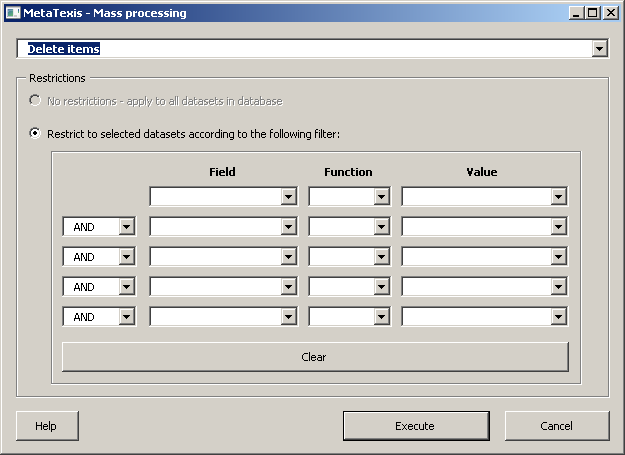 MetaTexis - Mass processing
Delete items
Restrictions
No restrictions - apply to all datasets in database
Restrict to selected datasets according to the following filter:
Field Function Value
AND
AND
AND
AND
Clear
Help Execute Cancel